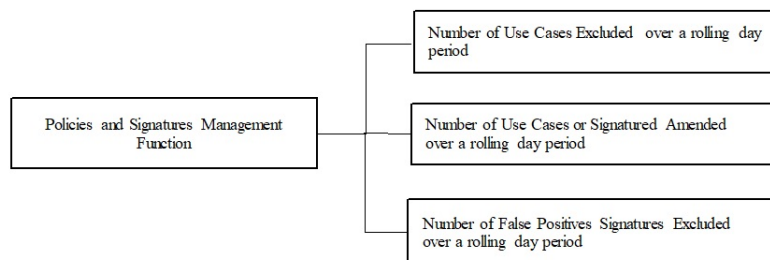 Number of Use Cases Excluded over a rolling day
period
Policies and Signatures Management
Function
Number of Use Cases or Signatured Amended
over a rolling day period
Number of False Positives Signatures Excluded
over a rolling day period